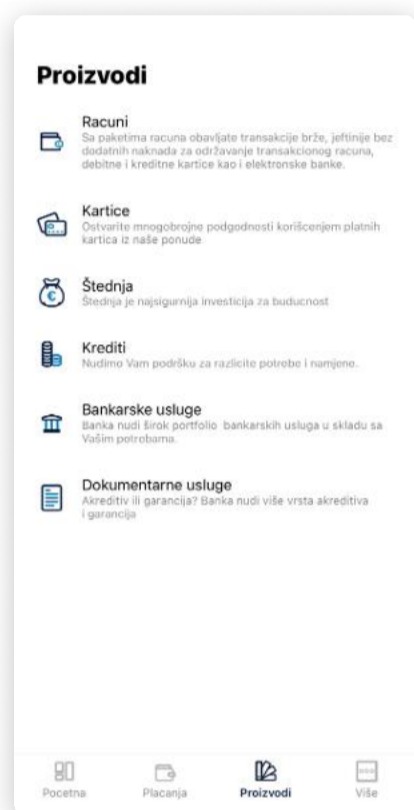 Proizvodi
Racuni
Sa paketima racuna obavljate transakcije brže, jeftinije bez
dodatnih naknada za održavanje transakcionog racuna,
debitne i kreditne kartice kao i elektronske banke.
Kartice
Ostvarite mnogobrojne podgodnosti korišcenjem platnih
kartica iz naše ponude
Štednja
Štednja je najsigurnija investicija za buducnost
Krediti
Nudimo Vam podršku za razlicite potrebe i namjene.
Bankarske usluge
Banka nudi širok portfolio bankarskih usluga u skladu sa
Vašim potrebama.
Dokumentarne usluge
Akreditiv ili garancija? Banka nudi više vrsta akreditiva
i garancija
Pocetna Placanja Proizvodi Više